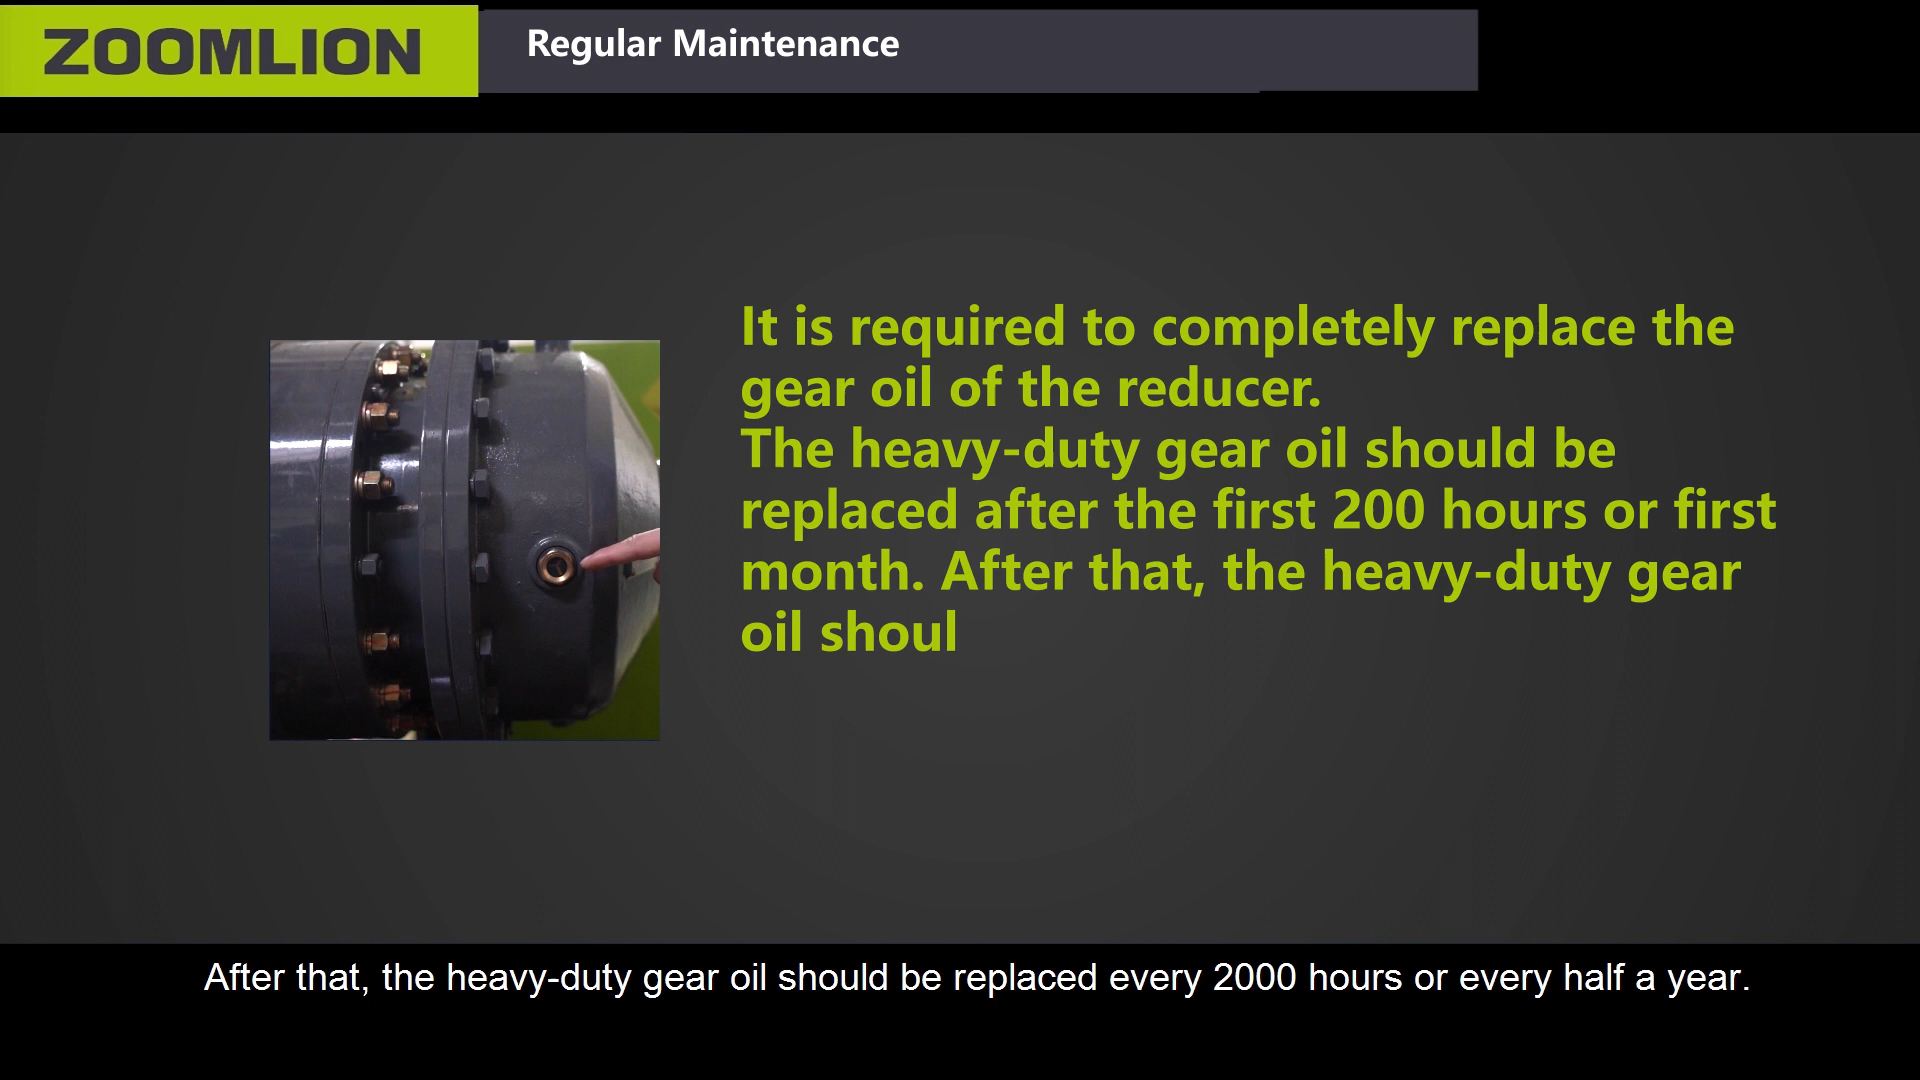 ZOOMLION
Regular Maintenance
It is required to completely replace the
gear oil of the reducer.
The heavy-duty gear oil should be
replaced after the first 200 hours or first
month. After that, the heavy-duty gear
oil shoul
After that, the heavy-duty gear oil should be replaced every 2000 hours or every half a year.